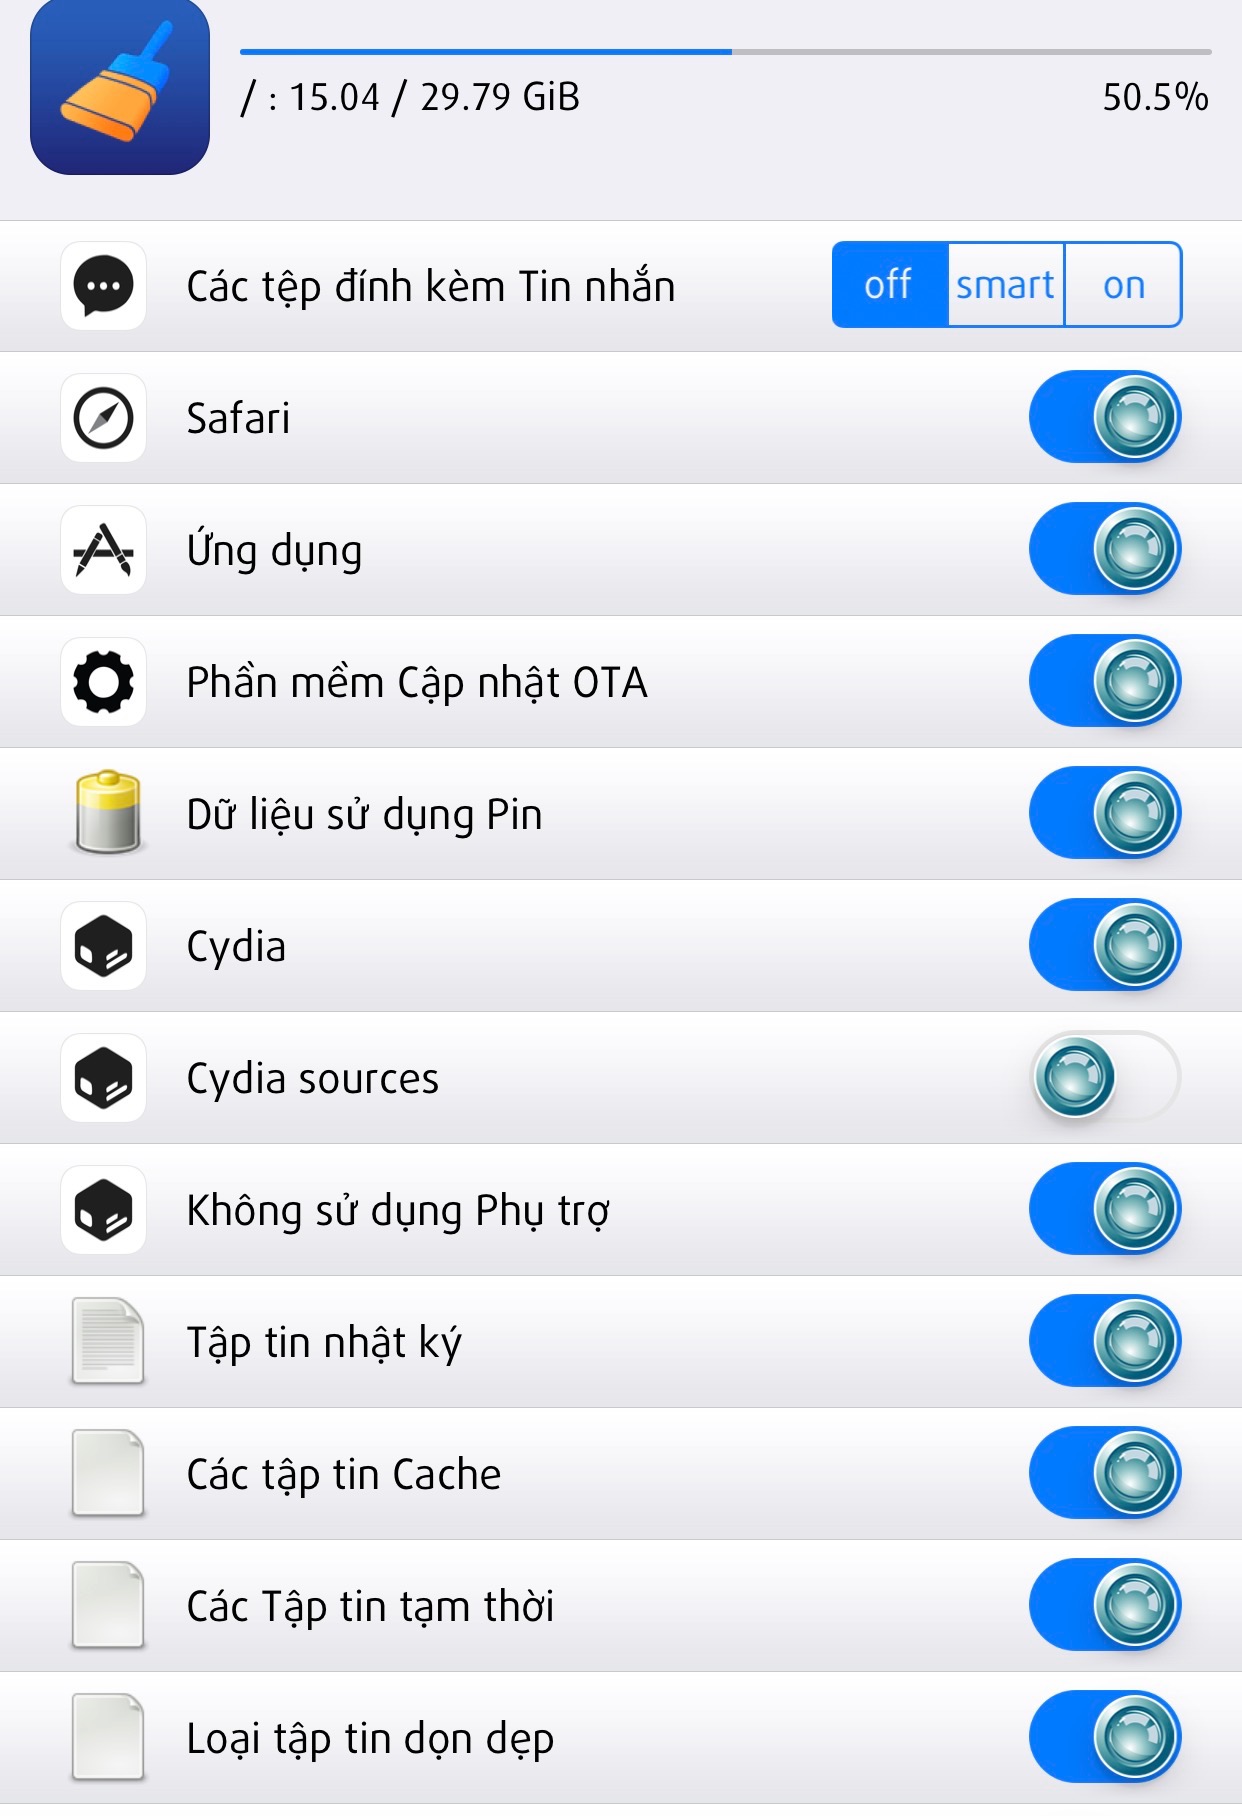 / : 15.04 / 29.79 GiB 50.5%
Các tệp đính kèm Tin nhắn off smart on
Safari
Ứng dụng
Phần mềm Cập nhật OTA
Dữ liệu sử dụng Pin
Cydia
Cydia sources
Không sử dụng Phụ trợ
Tập tin nhật ký
Các tập tin Cache
Các Tập tin tạm thời
Loại tập tin dọn dẹp